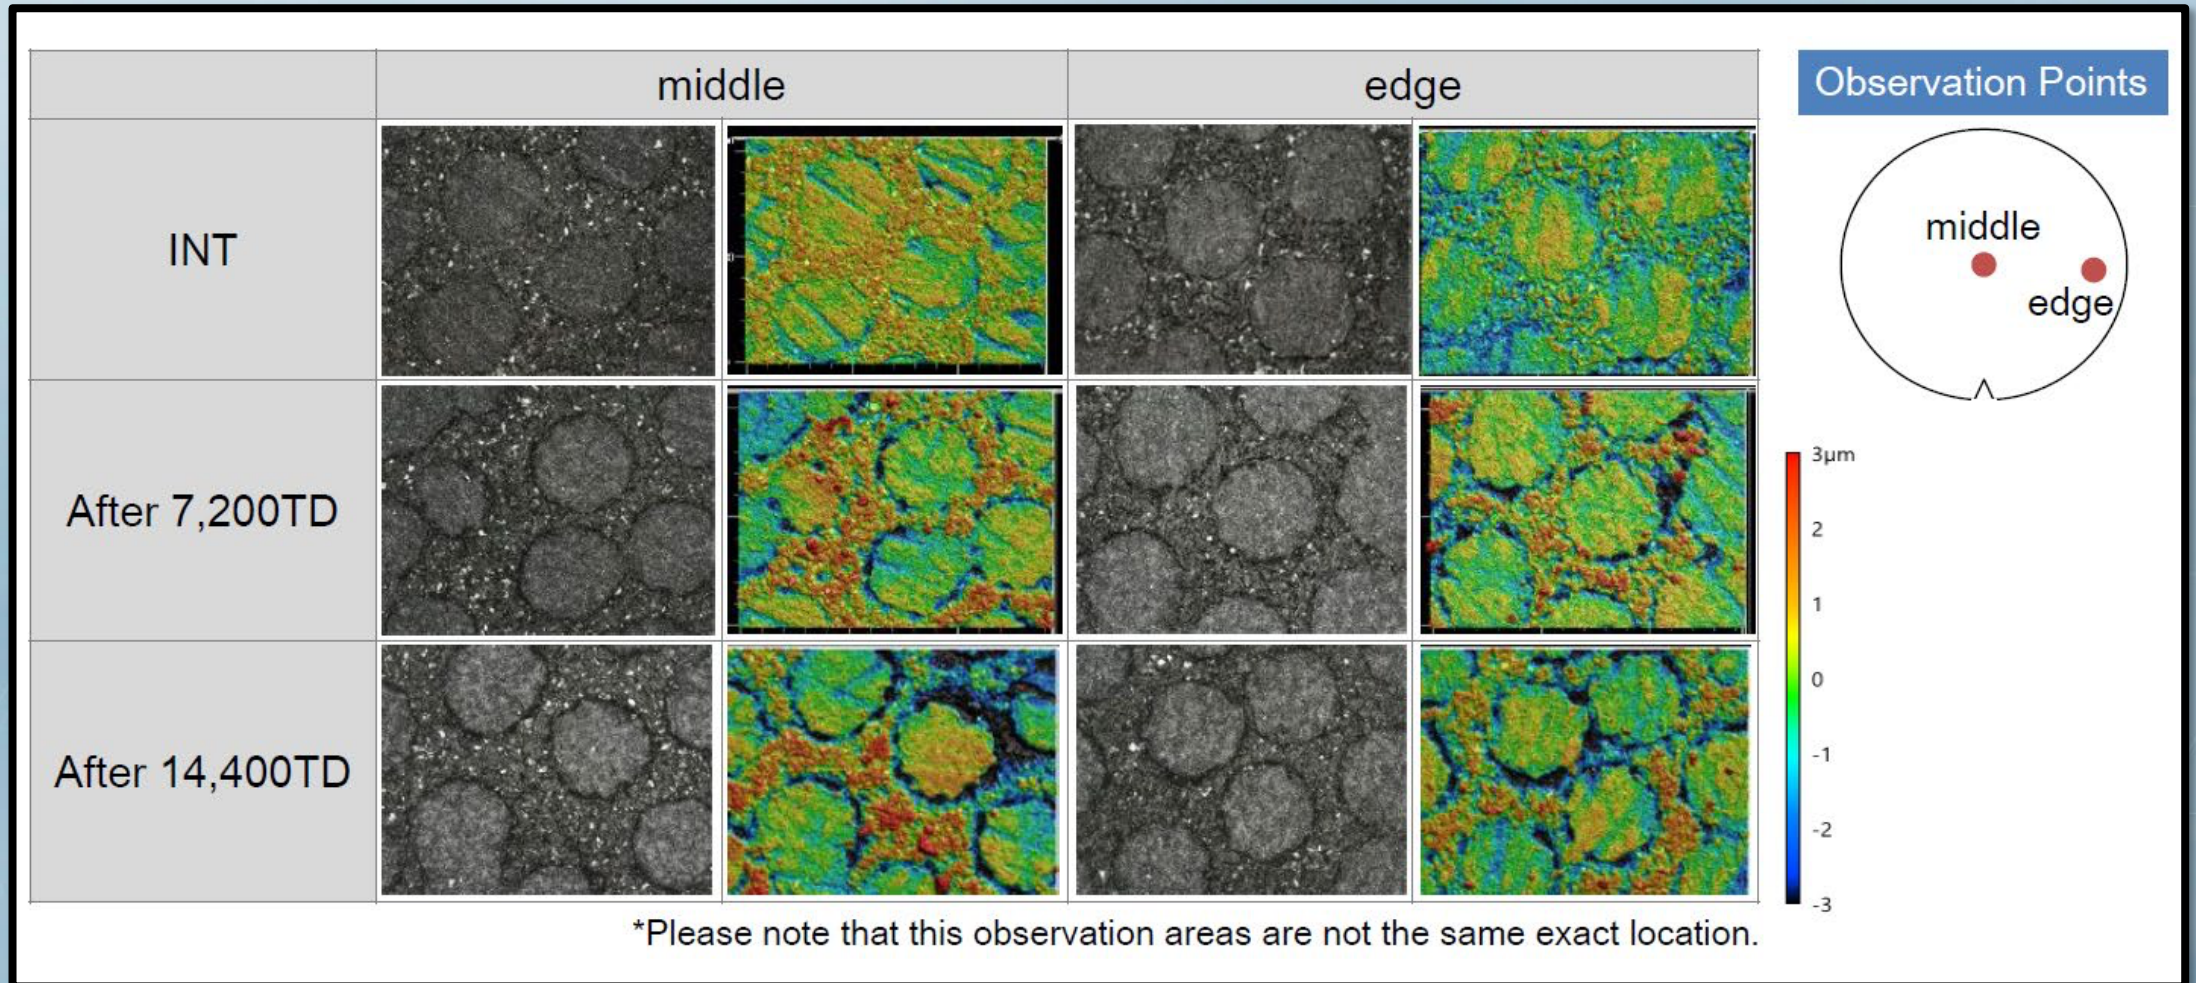 middle
edge
Observation Points
INT
middle
edge
After 7,200TD
3μm
2
1
0
-1
-2
-3
After 14,400TD
*Please note that this observation areas are not the same exact location.